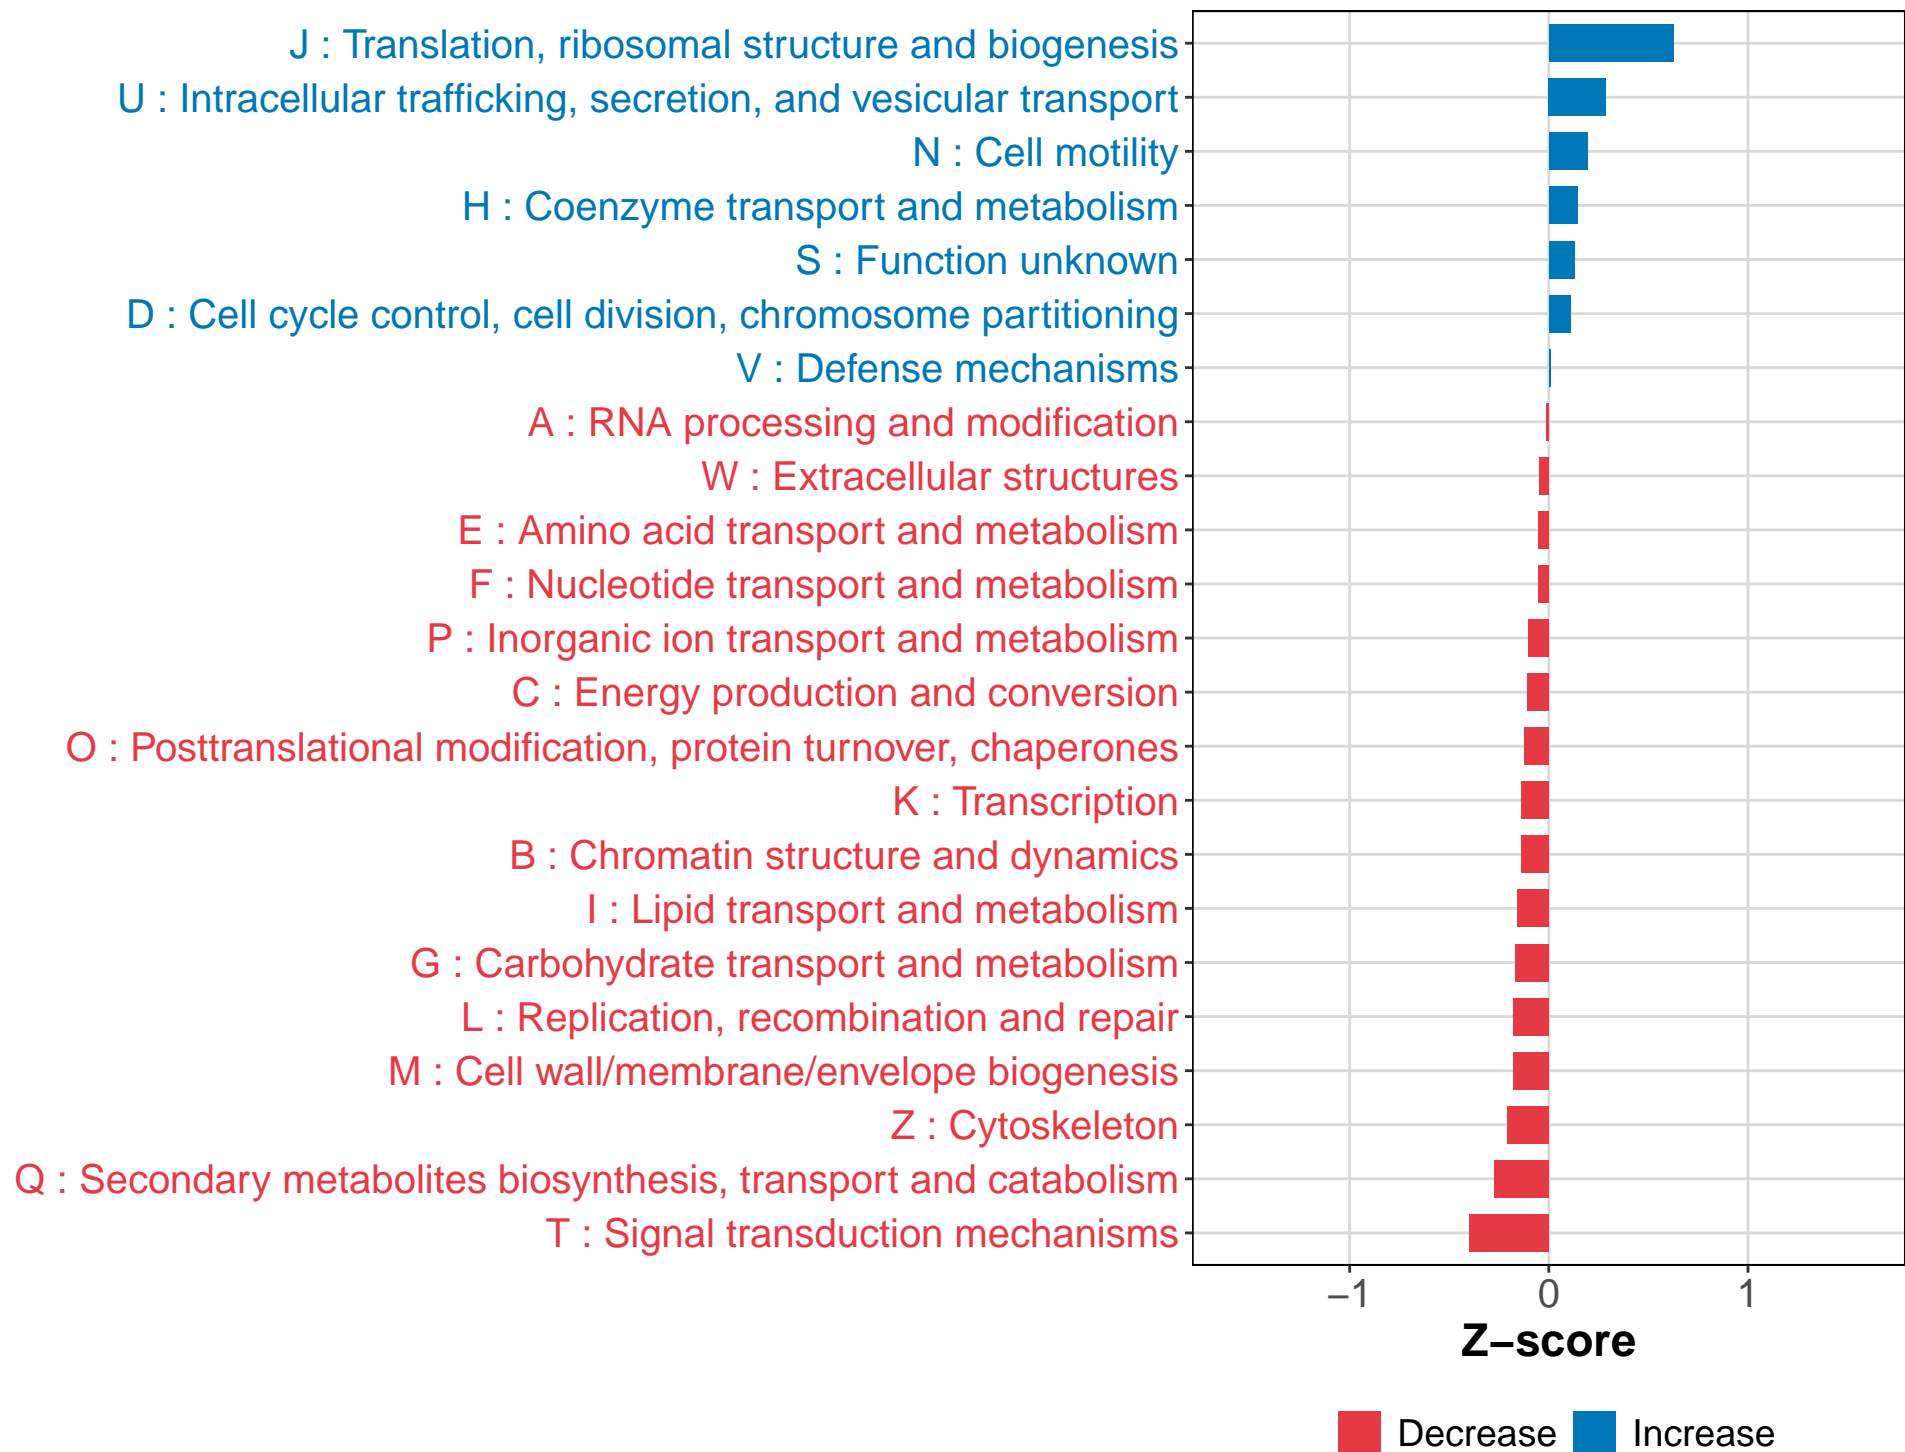 J : Translation, ribosomal structure and biogenesis
U : Intracellular trafficking, secretion, and vesicular transport
N : Cell motility
H : Coenzyme transport and metabolism
S : Function unknown
D : Cell cycle control, cell division, chromosome partitioning
V : Defense mechanisms
A : RNA processing and modification
W : Extracellular structures
E : Amino acid transport and metabolism
F : Nucleotide transport and metabolism
P : Inorganic ion transport and metabolism
C : Energy production and conversion
O : Posttranslational modification, protein turnover, chaperones
K : Transcription
B : Chromatin structure and dynamics
I : Lipid transport and metabolism
G : Carbohydrate transport and metabolism
L : Replication, recombination and repair
M : Cell wall/membrane/envelope biogenesis
Z : Cytoskeleton
Q : Secondary metabolites biosynthesis, transport and catabolism
T : Signal transduction mechanisms
−1 0 1
Z−score
Decrease Increase